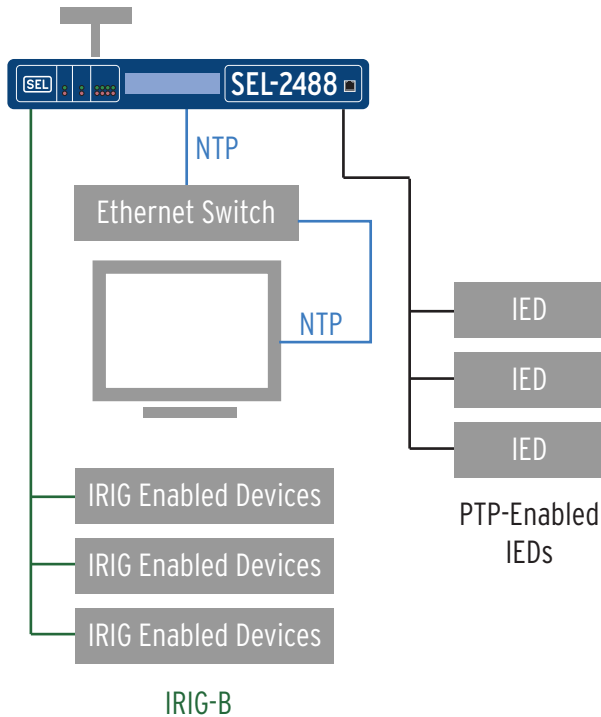 SEL
SEL-2488
NTP
Ethernet Switch
NTP
IED
IED
IED
PTP-Enabled
IEDs
IRIG Enabled Devices
IRIG Enabled Devices
IRIG Enabled Devices
IRIG-B